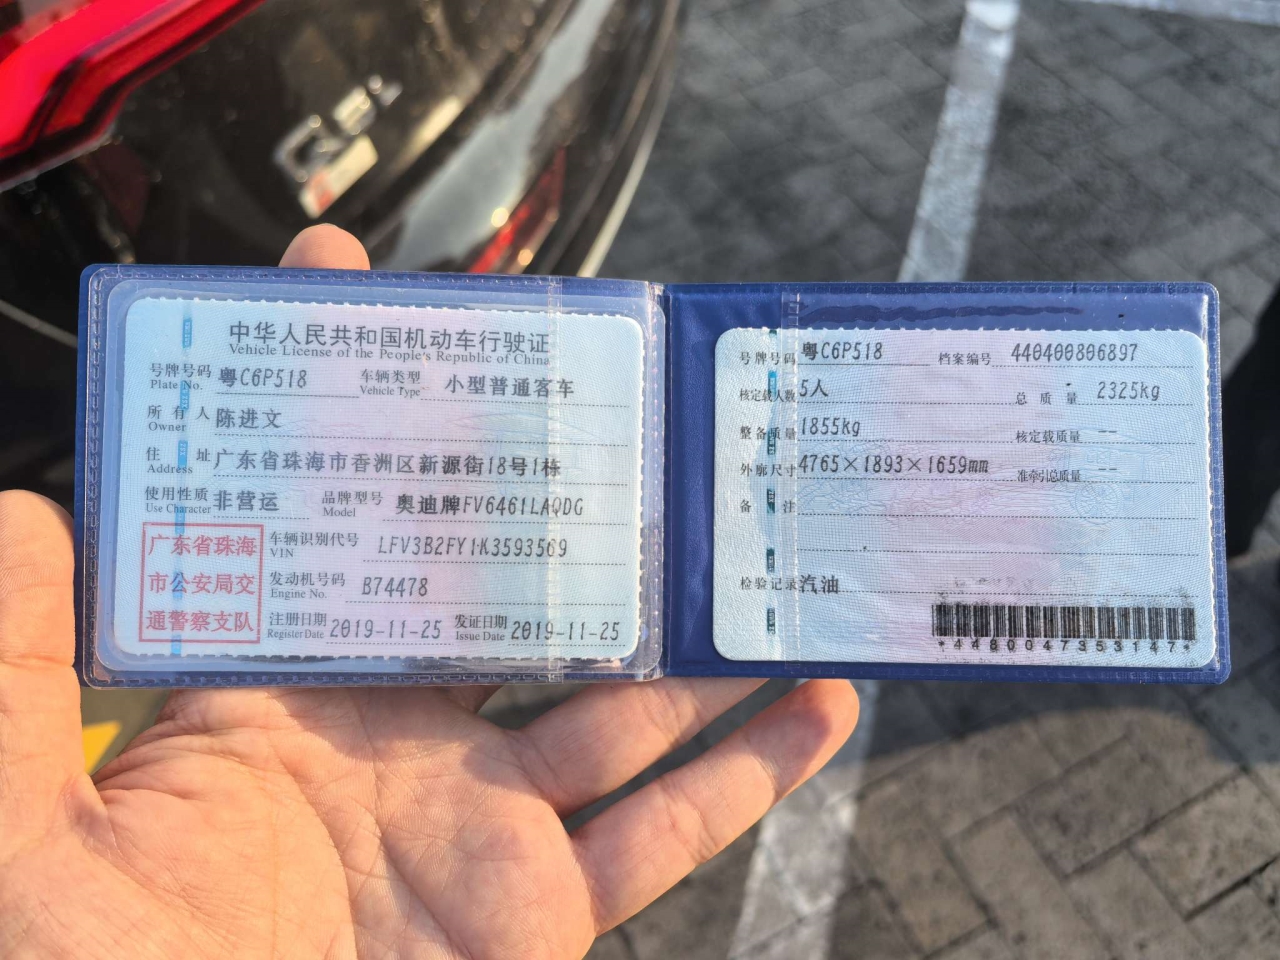 中华人民共和国机动车行驶证
Vehicle License of the People's Republic of China
号牌号码 粤C6P518 车辆类型 小型普通客车
Plate No. Vehicle Type
所有人 陈进文
Owner
住址 广东省珠海市香洲区新源街18号1栋
Address
使用性质 非营运 品牌型号 奥迪牌FV6461LAQDG
Use Character Model
广东省珠海
市公安局交
通警察支队
车辆识别代号 LFV3B2FY1K3593569
VIN
发动机号码 B74478
Engine No.
注册日期 2019-11-25 发证日期 2019-11-25
Register Date Issue Date
号牌号码 粤C6P518 档案编号 440400806897
核定载人数 5人 总质量 2325kg
整备质量 1855kg 核定载质量 --
外廓尺寸 4765×1893×1659mm 准牵引总质量 --
备注
检验记录 汽油
*4480047353147*